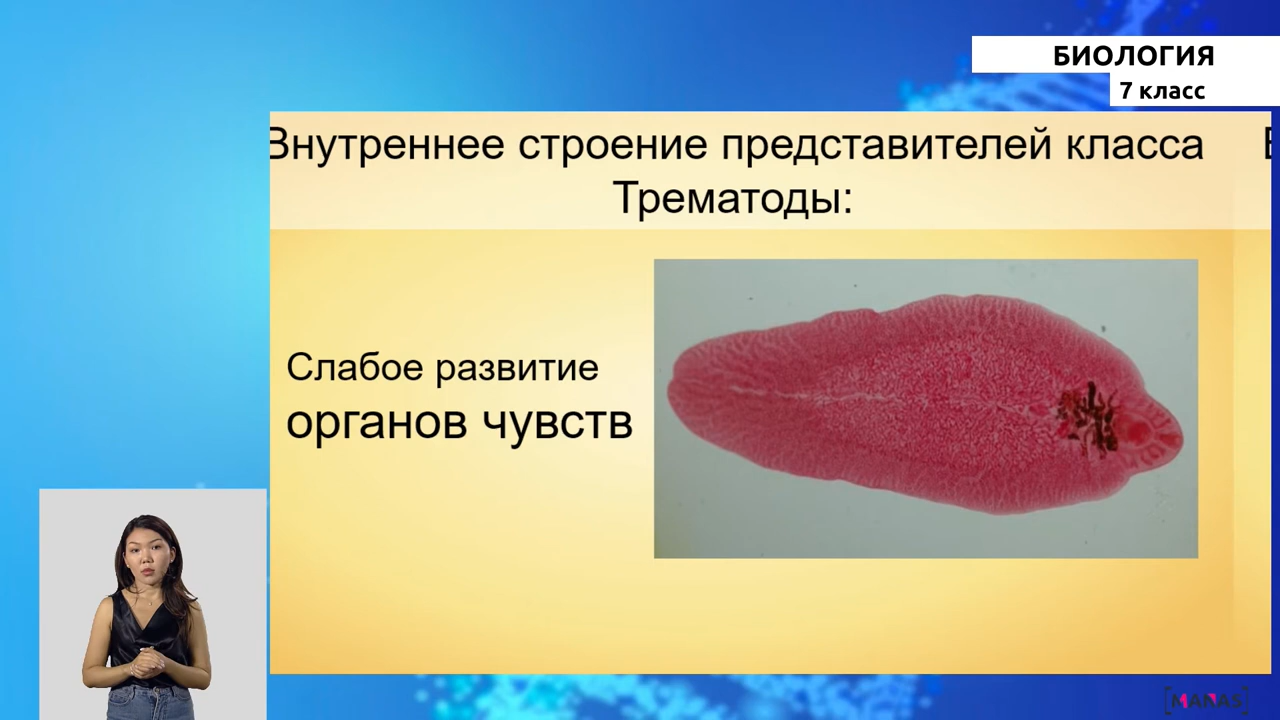 БИОЛОГИЯ
7 класс
Внутреннее строение представителей класса
Трематоды:
Слабое развитие
органов чувств
[MANAS]